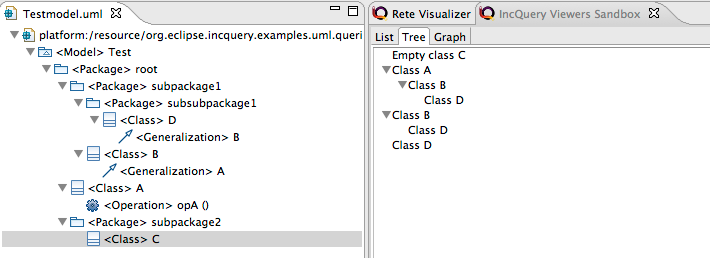 Testmodel.uml
platform:/resource/org.eclipse.incquery.examples.uml.queri
<Model> Test
<Package> root
<Package> subpackage1
<Package> subsubpackage1
<Class> D
<Generalization> B
<Class> B
<Generalization> A
<Class> A
<Operation> opA ()
<Package> subpackage2
<Class> C
Rete Visualizer IncQuery Viewers Sandbox
List Tree Graph
Empty class C
Class A
Class B
Class D
Class B
Class D
Class D